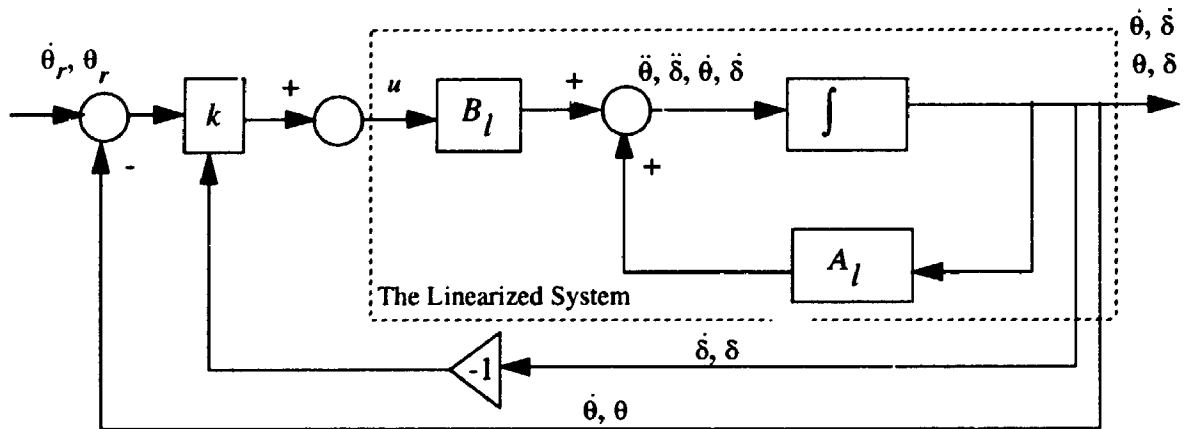 θ̇, δ̇
θ̇r, θr
θ, δ
θ̈, δ̈, θ̇, δ̇
+
u
+
k
Bl
∫
-
+
Al
The Linearized System
δ̇, δ
-1
θ̇, θ